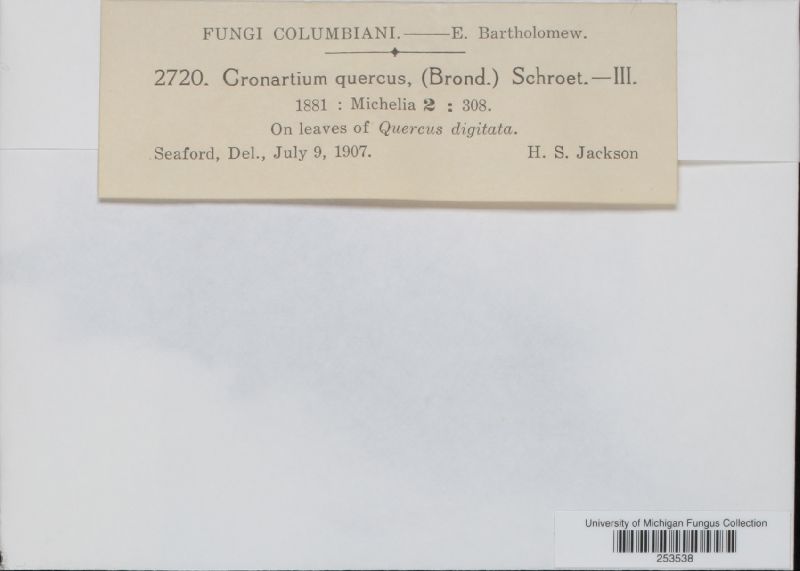 FUNGI COLUMBIANI.——E. Bartholomew.
2720. Cronartium quercus, (Brond.) Schroet.—III.
1881 : Michelia 2 : 308.
On leaves of Quercus digitata.
Seaford, Del., July 9, 1907. H. S. Jackson
University of Michigan Fungus Collection
253538